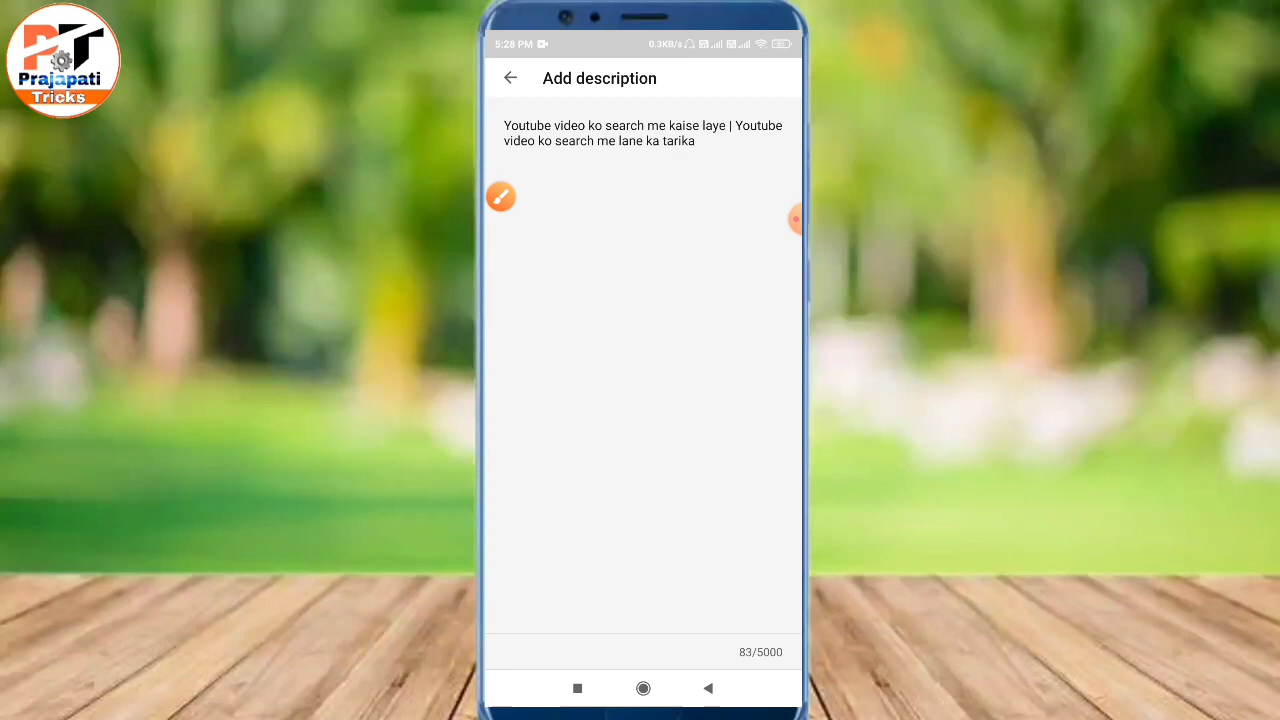 PT
Prajapati
Tricks
5:28 PM
0.3KB/s
Add description
Youtube video ko search me kaise laye | Youtube
video ko search me lane ka tarika
83/5000